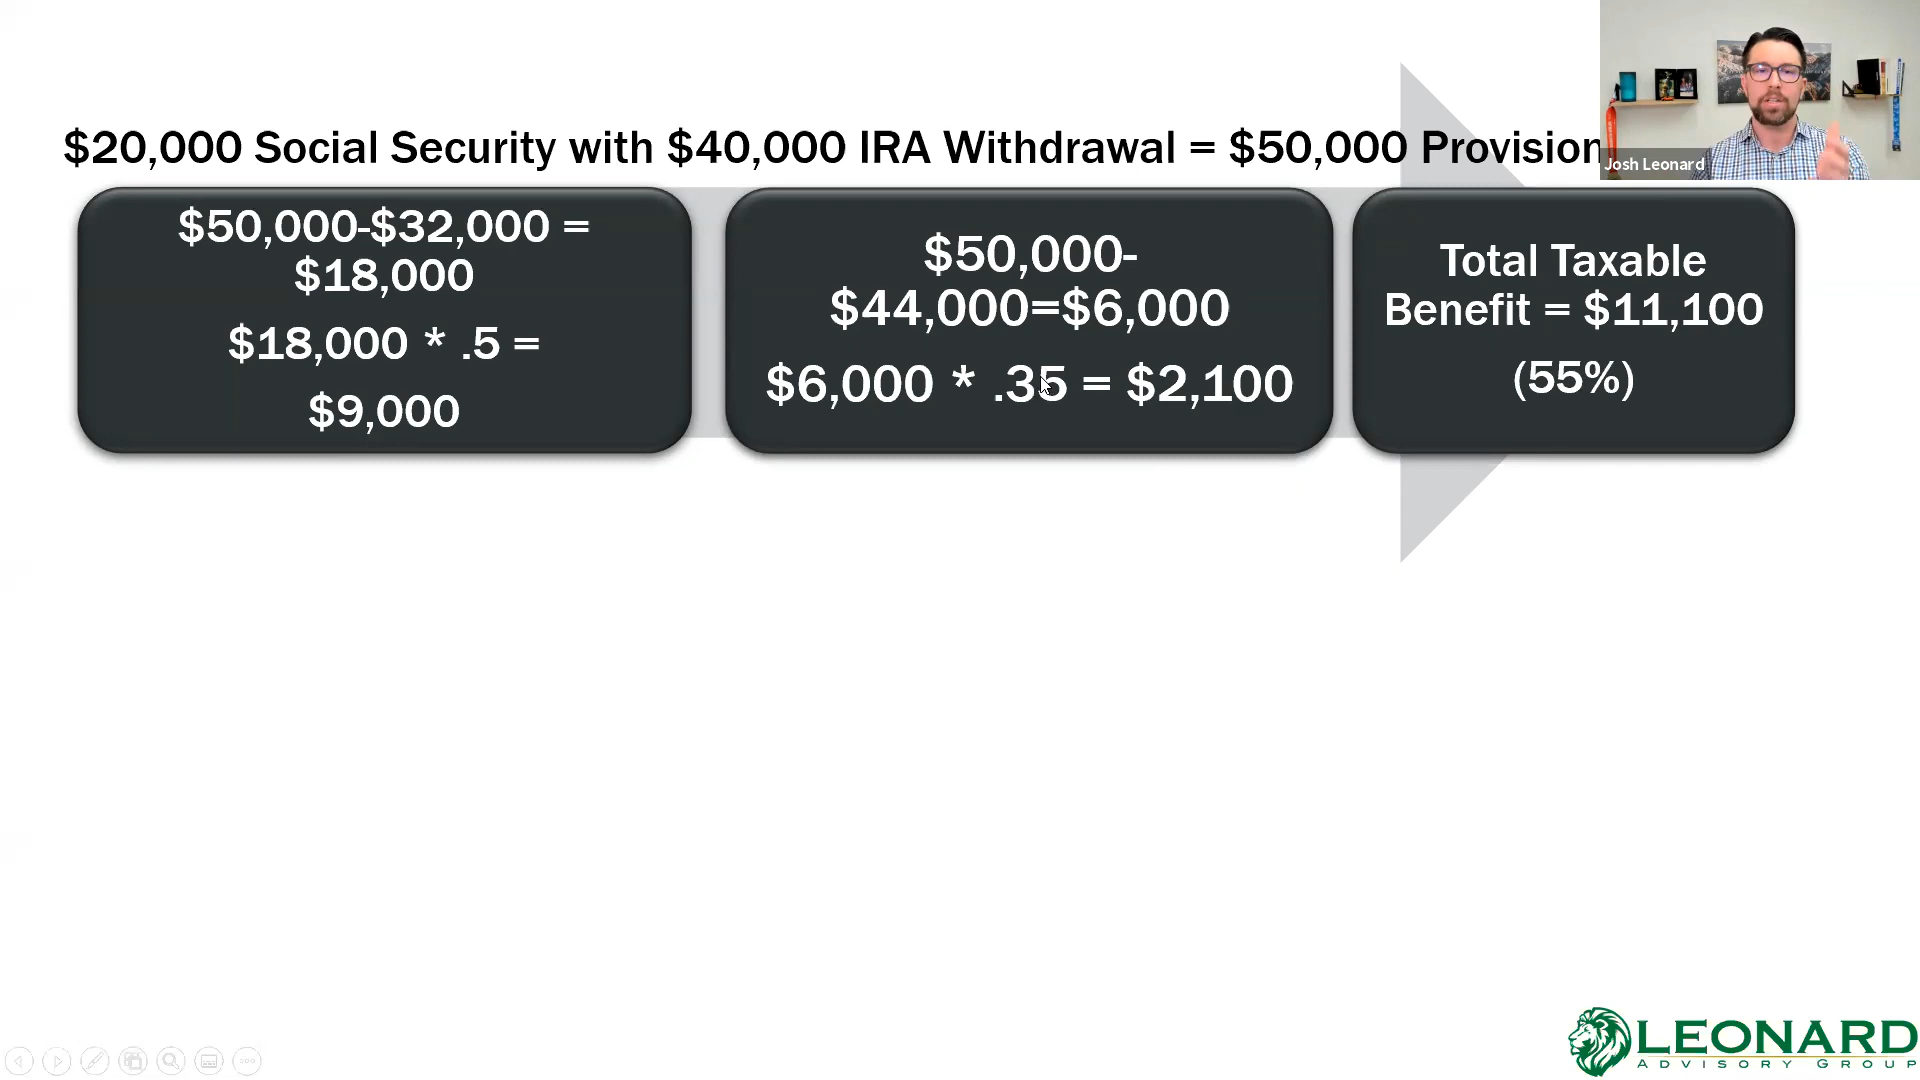 $20,000 Social Security with $40,000 IRA Withdrawal = $50,000 Provision
Josh Leonard
$50,000-$32,000 =
$18,000
$18,000 * .5 =
$9,000
$50,000-
$44,000=$6,000
$6,000 * .35 = $2,100
Total Taxable
Benefit = $11,100
(55%)
LEONARD
ADVISORY GROUP